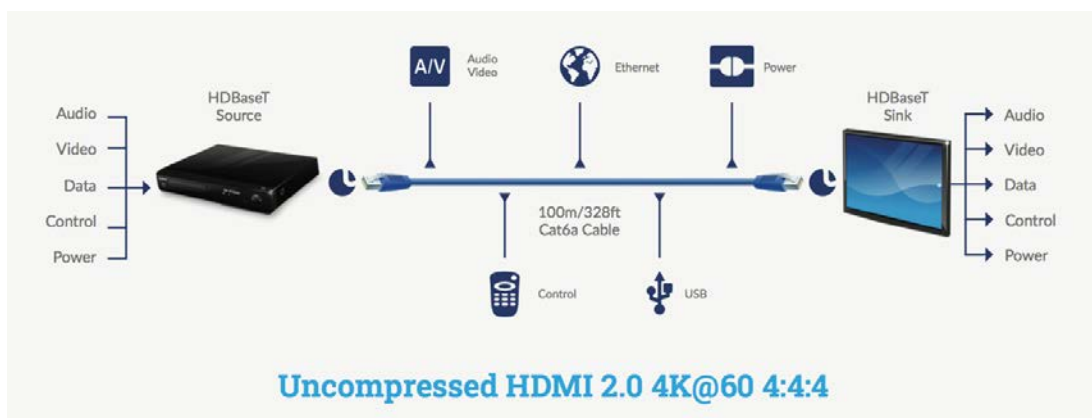 A/V
Audio
Video
Ethernet
Power
HDBaseT
Source
HDBaseT
Sink
Audio
Video
Data
Control
Power
Audio
Video
Data
Control
Power
100m/328ft
Cat6a Cable
Control
USB
Uncompressed HDMI 2.0 4K@60 4:4:4